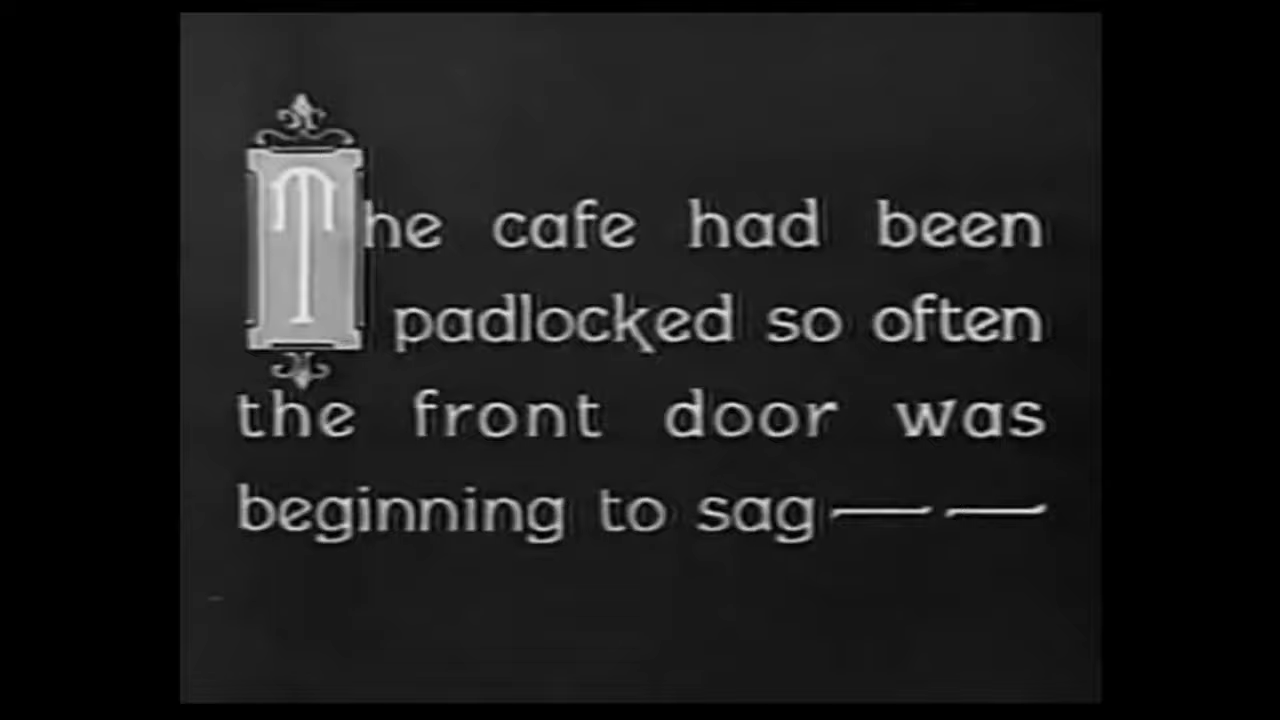 The cafe had been
padlocked so often
the front door was
beginning to sag — —